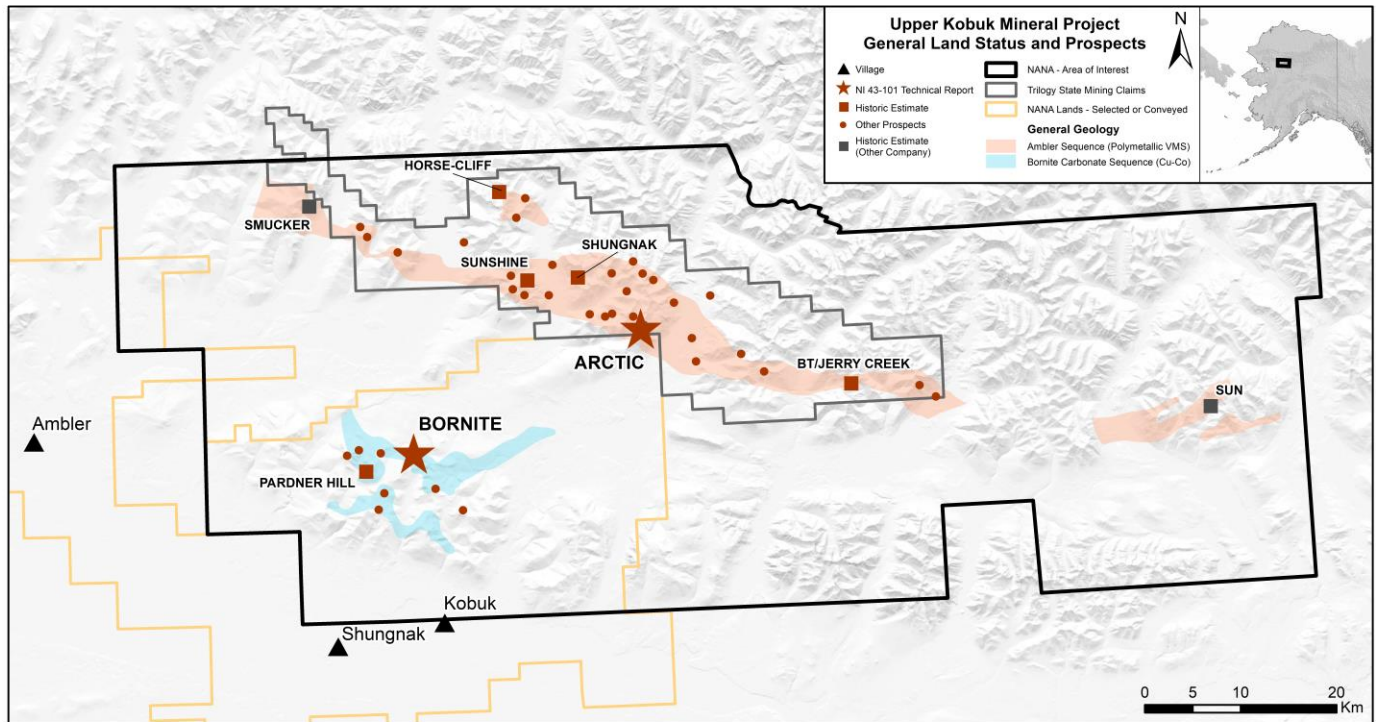 Upper Kobuk Mineral Project
General Land Status and Prospects
N
Village
NI 43-101 Technical Report
Historic Estimate
Other Prospects
Historic Estimate
(Other Company)
NANA - Area of Interest
Trilogy State Mining Claims
NANA Lands - Selected or Conveyed
General Geology
Ambler Sequence (Polymetallic VMS)
Bornite Carbonate Sequence (Cu-Co)
HORSE-CLIFF
SMUCKER
SHUNGNAK
SUNSHINE
ARCTIC
BT/JERRY CREEK
SUN
Ambler
BORNITE
PARDNER HILL
Kobuk
Shungnak
0 5 10 20
Km